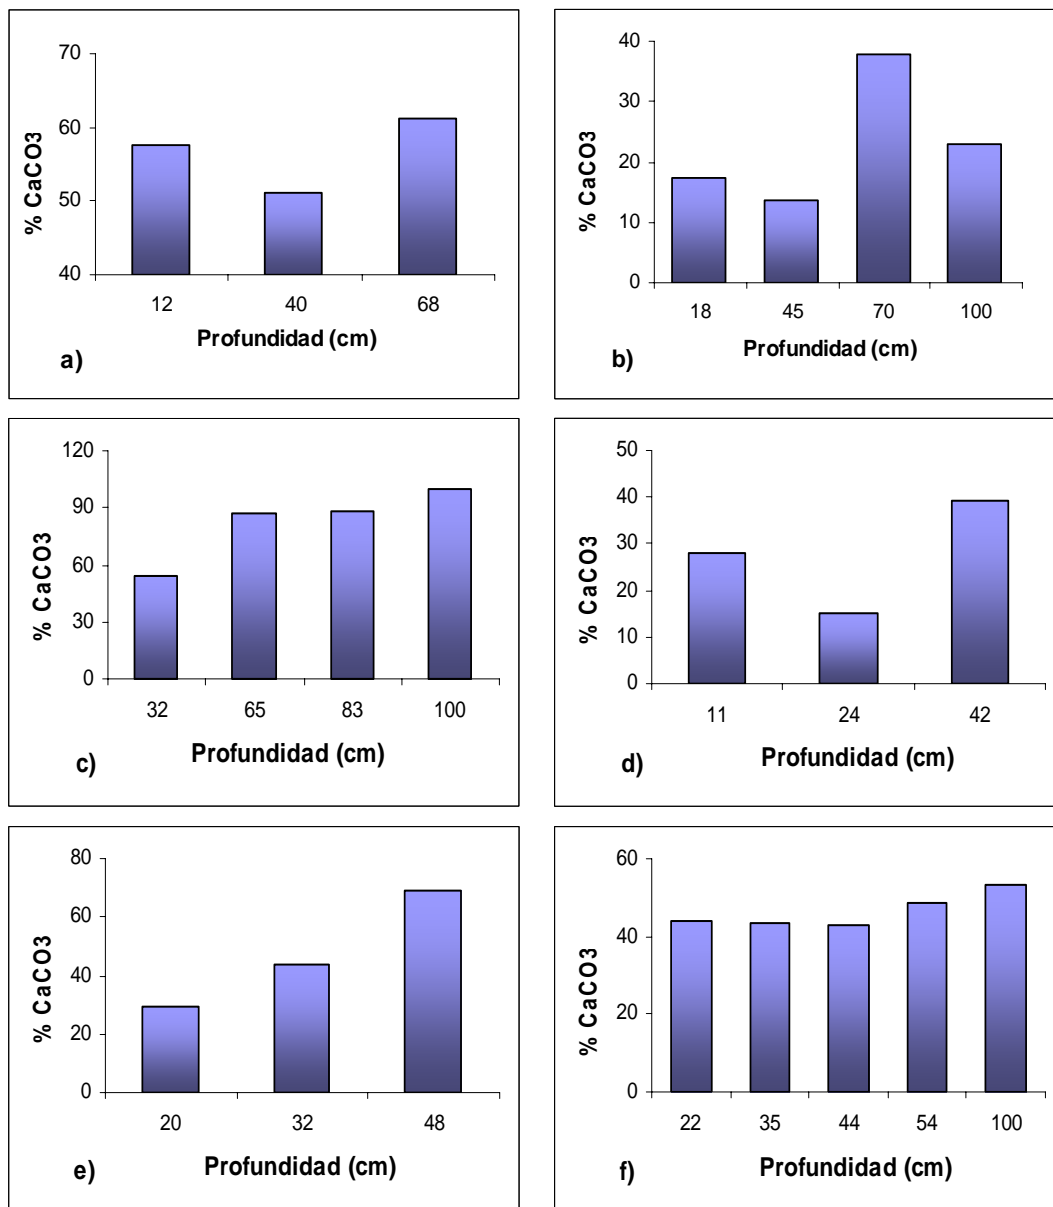 70
60
50
40
% CaCO3
12 40 68
Profundidad (cm)
a)
40
30
20
10
0
% CaCO3
18 45 70 100
Profundidad (cm)
b)
120
90
60
30
0
% CaCO3
32 65 83 100
Profundidad (cm)
c)
50
40
30
20
10
0
% CaCO3
11 24 42
Profundidad (cm)
d)
80
60
40
20
0
% CaCO3
20 32 48
Profundidad (cm)
e)
60
40
20
0
% CaCO3
22 35 44 54 100
Profundidad (cm)
f)